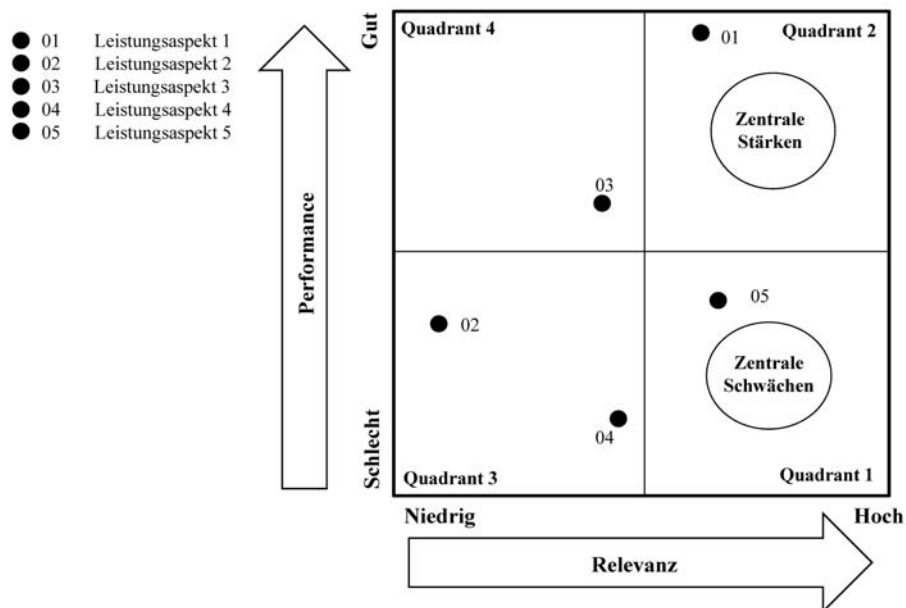 01 Leistungsaspekt 1
02 Leistungsaspekt 2
03 Leistungsaspekt 3
04 Leistungsaspekt 4
05 Leistungsaspekt 5
Performance
Gut
Schlecht
Quadrant 4
01
Quadrant 2
Zentrale
Stärken
03
02
05
Zentrale
Schwächen
04
Quadrant 3
Quadrant 1
Niedrig
Hoch
Relevanz